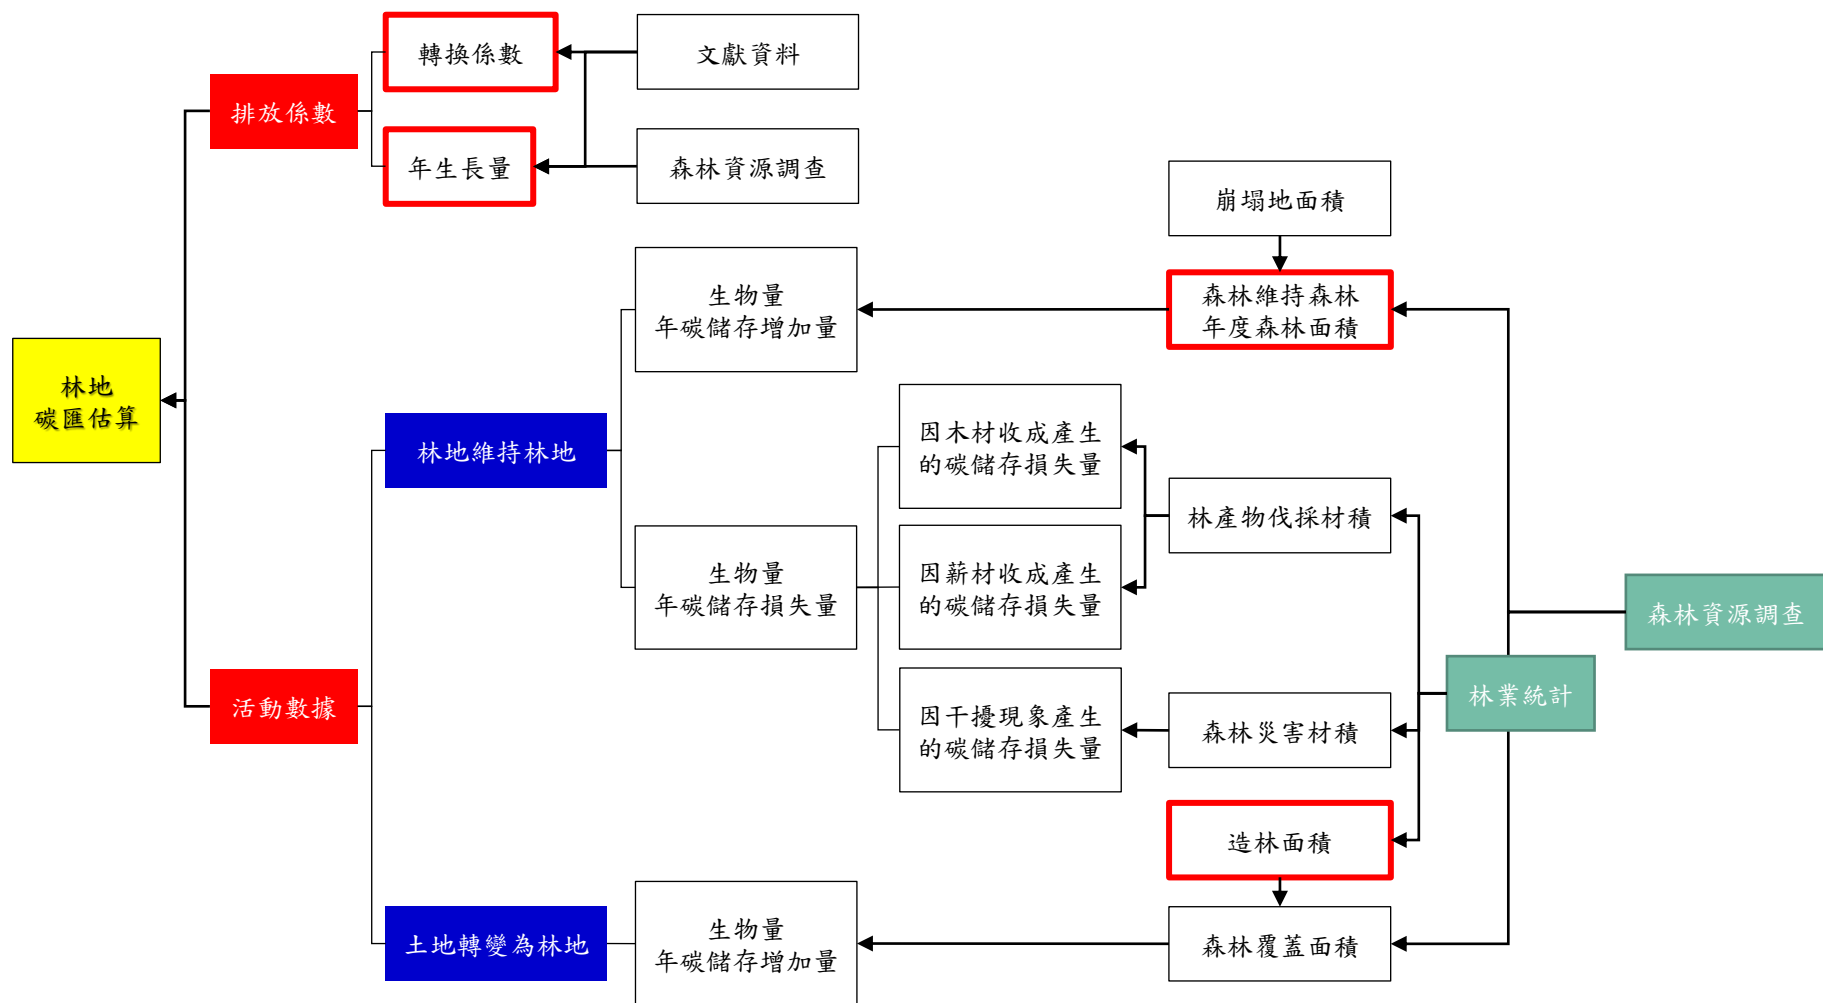 轉換係數
文獻資料
排放係數
年生長量
森林資源調查
崩塌地面積
生物量
年碳儲存增加量
森林維持森林
年度森林面積
林地
碳匯估算
林地維持林地
因木材收成產生
的碳儲存損失量
林產物伐採材積
生物量
年碳儲存損失量
因薪材收成產生
的碳儲存損失量
森林資源調查
林業統計
活動數據
因干擾現象產生
的碳儲存損失量
森林災害材積
造林面積
土地轉變為林地
生物量
年碳儲存增加量
森林覆蓋面積